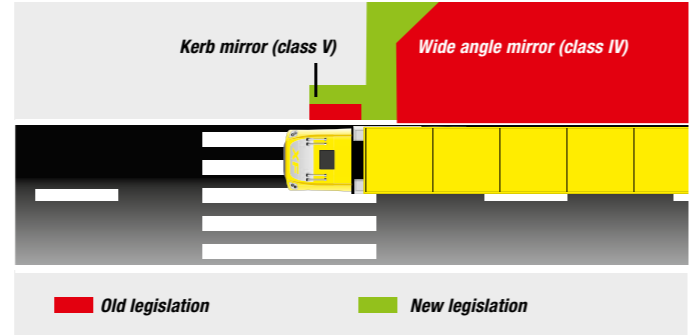 Kerb mirror (class V)
Wide angle mirror (class IV)
Old legislation
New legislation